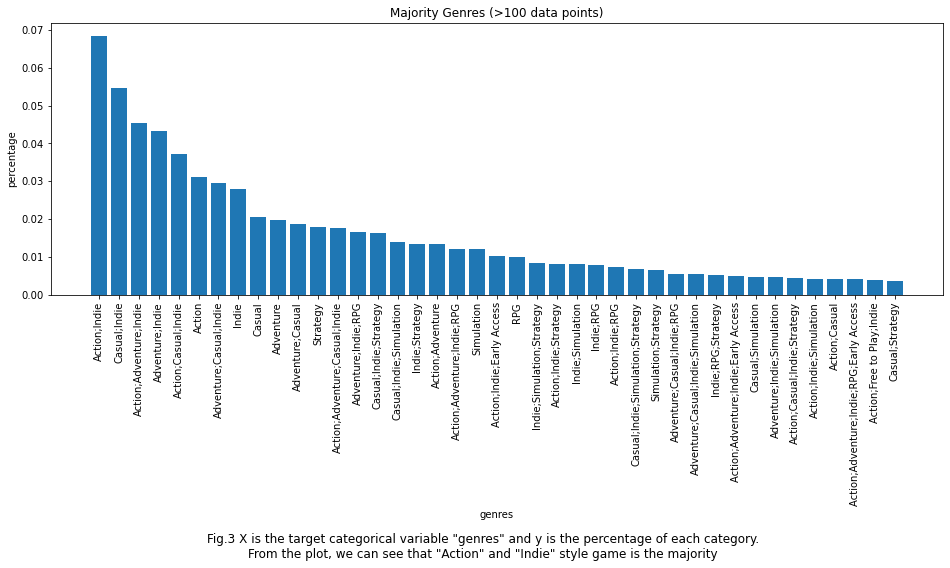 Majority Genres (>100 data points)
0.07
0.06
0.05
0.04
0.03
0.02
0.01
0.00
percentage
Action;Indie
Casual;Indie
Action;Adventure;Indie
Adventure;Indie
Action;Casual;Indie
Action
Adventure;Casual;Indie
Indie
Casual
Adventure
Adventure;Casual
Strategy
Action;Adventure;Casual;Indie
Adventure;Indie;RPG
Casual;Indie;Strategy
Casual;Indie;Simulation
Indie;Strategy
Action;Adventure
Action;Adventure;Indie;RPG
Simulation
Action;Indie;Early Access
RPG
Indie;Simulation;Strategy
Action;Indie;Strategy
Indie;Simulation
Indie;RPG
Action;Indie;RPG
Casual;Indie;Simulation;Strategy
Simulation;Strategy
Adventure;Casual;Indie;RPG
Adventure;Casual;Indie;Simulation
Indie;RPG;Strategy
Action;Adventure;Indie;Early Access
Casual;Simulation
Adventure;Indie;Simulation
Action;Casual;Indie;Strategy
Action;Indie;Simulation
Action;Casual
Action;Adventure;Indie;RPG;Early Access
Action;Free to Play;Indie
Casual;Strategy
genres
Fig.3 X is the target categorical variable "genres" and y is the percentage of each category.
From the plot, we can see that "Action" and "Indie" style game is the majority